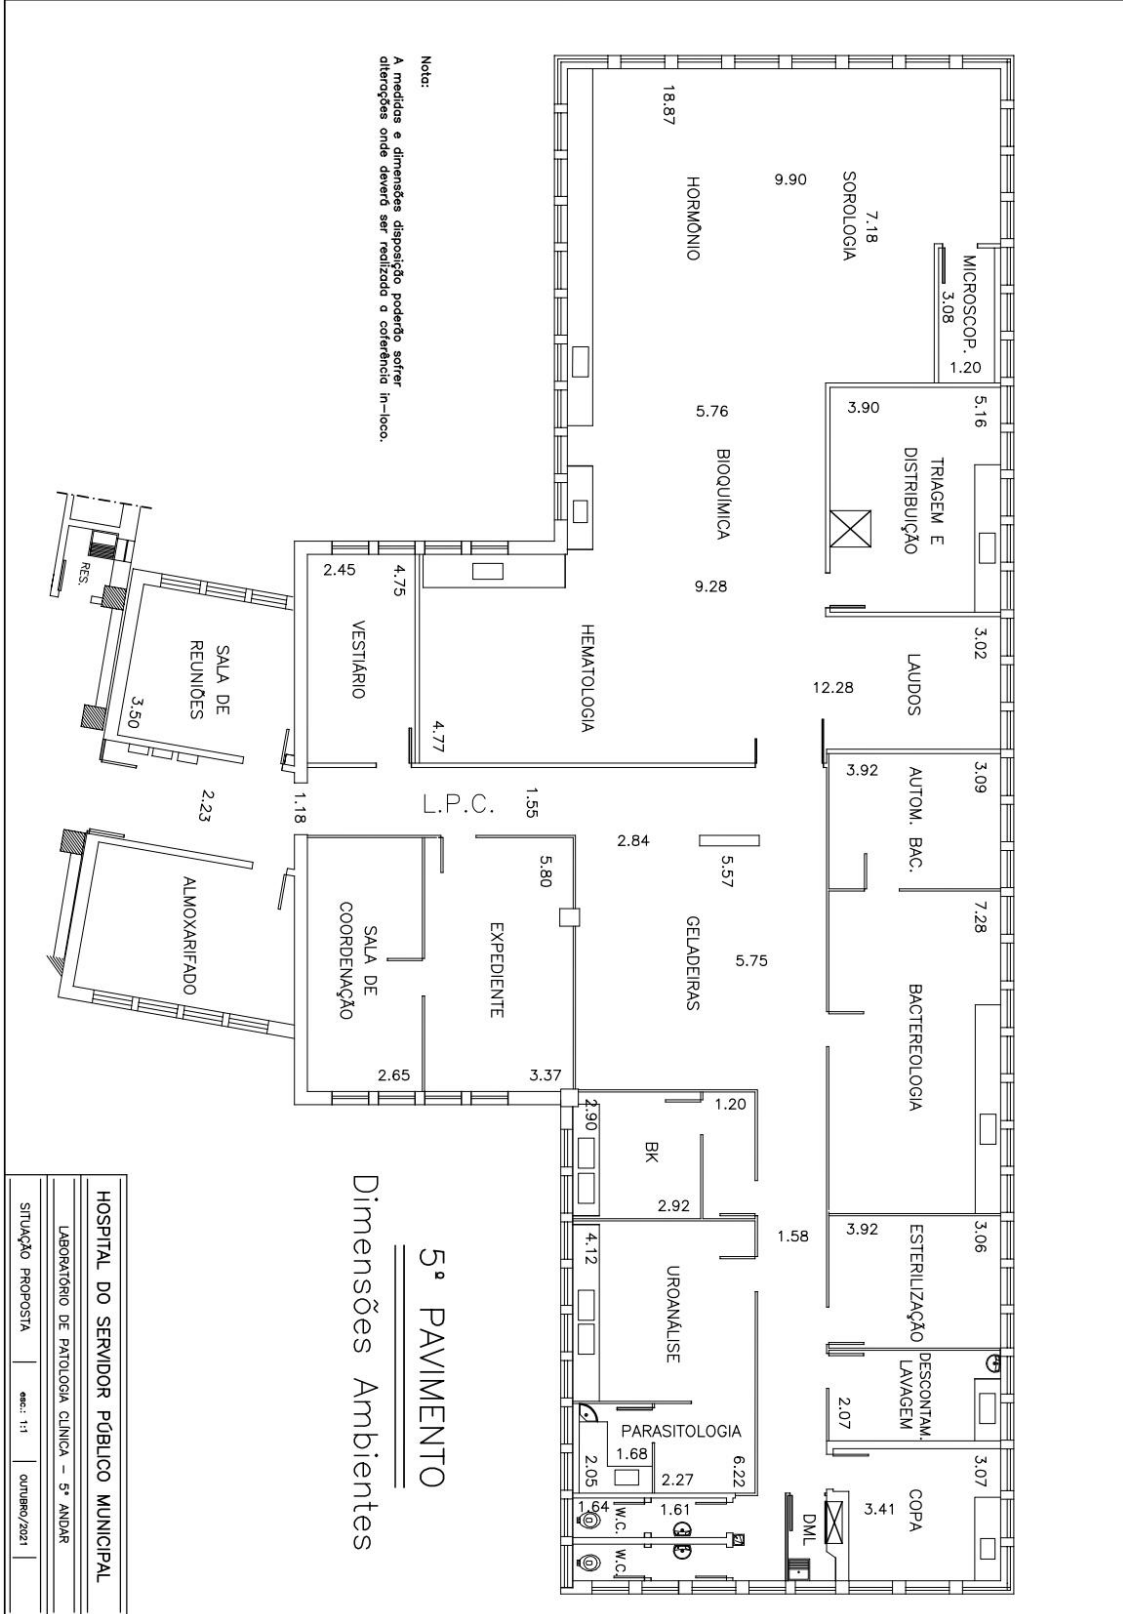 Nota:
A medidas e dimensões disposição poderão sofrer
alterações onde deverá ser realizada a coferência in-loco.
18.87
HORMÔNIO
9.90
SOROLOGIA
7.18
MICROSCOP.
3.08
1.20
5.76
BIOQUÍMICA
3.90
5.16
TRIAGEM E
DISTRIBUIÇÃO
9.28
HEMATOLOGIA
4.77
2.45
4.75
VESTIÁRIO
RES.
SALA DE
REUNIÕES
3.50
3.02
LAUDOS
12.28
2.23
1.18
L.P.C.
1.55
2.84
5.57
3.92
3.09
AUTOM. BAC.
ALMOXARIFADO
SALA DE
COORDENAÇÃO
2.65
5.80
EXPEDIENTE
3.37
GELADEIRAS
5.75
7.28
BACTEREOLOGIA
2.90
BK
1.20
2.92
1.58
3.92
3.06
ESTERILIZAÇÃO
4.12
UROANÁLISE
DESCONTAM.
LAVAGEM
2.07
PARASITOLOGIA
1.68
2.05
2.27
6.22
3.07
COPA
3.41
1.64
W.C.
1.61
W.C.
DML
5º PAVIMENTO
Dimensões Ambientes
HOSPITAL DO SERVIDOR PÚBLICO MUNICIPAL
LABORATÓRIO DE PATOLOGIA CLÍNICA - 5º ANDAR
SITUAÇÃO PROPOSTA
esc.: 1:1
OUTUBRO/2021